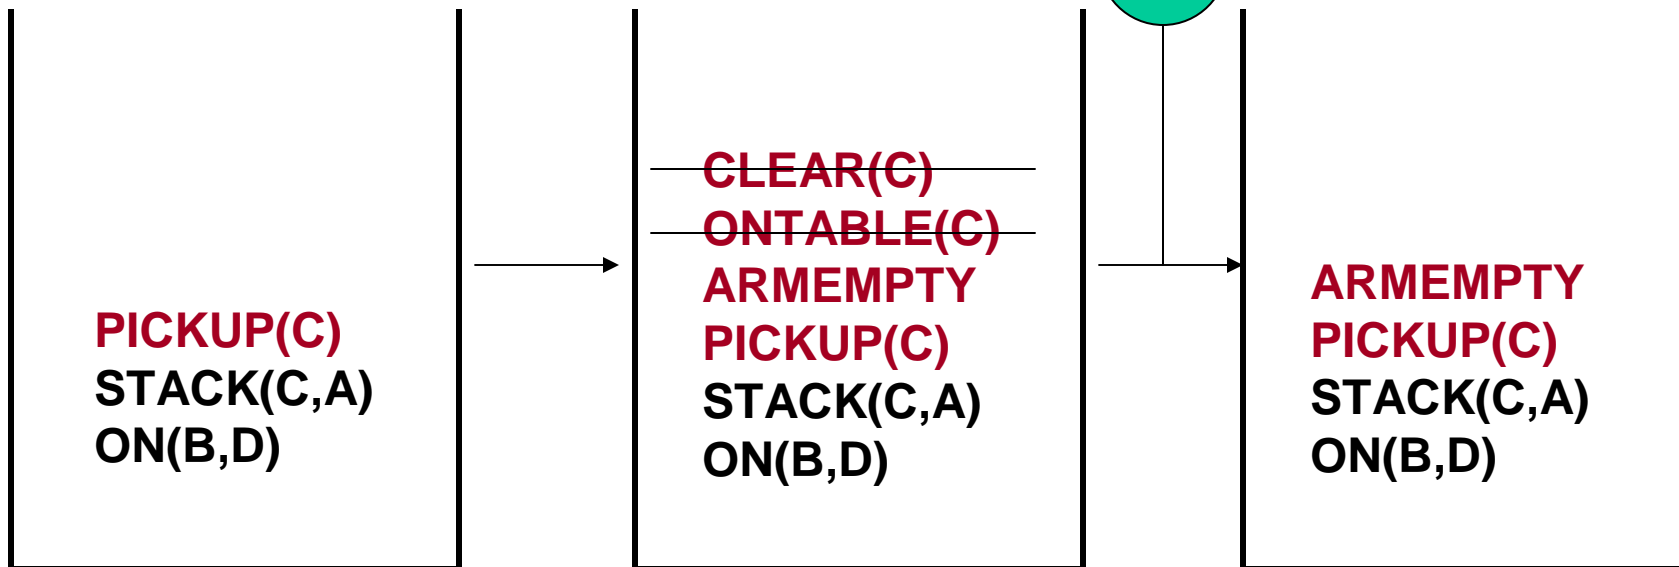 PICKUP(C)
STACK(C,A)
ON(B,D)
CLEAR(C)
ONTABLE(C)
ARMEMPTY
PICKUP(C)
STACK(C,A)
ON(B,D)
ARMEMPTY
PICKUP(C)
STACK(C,A)
ON(B,D)